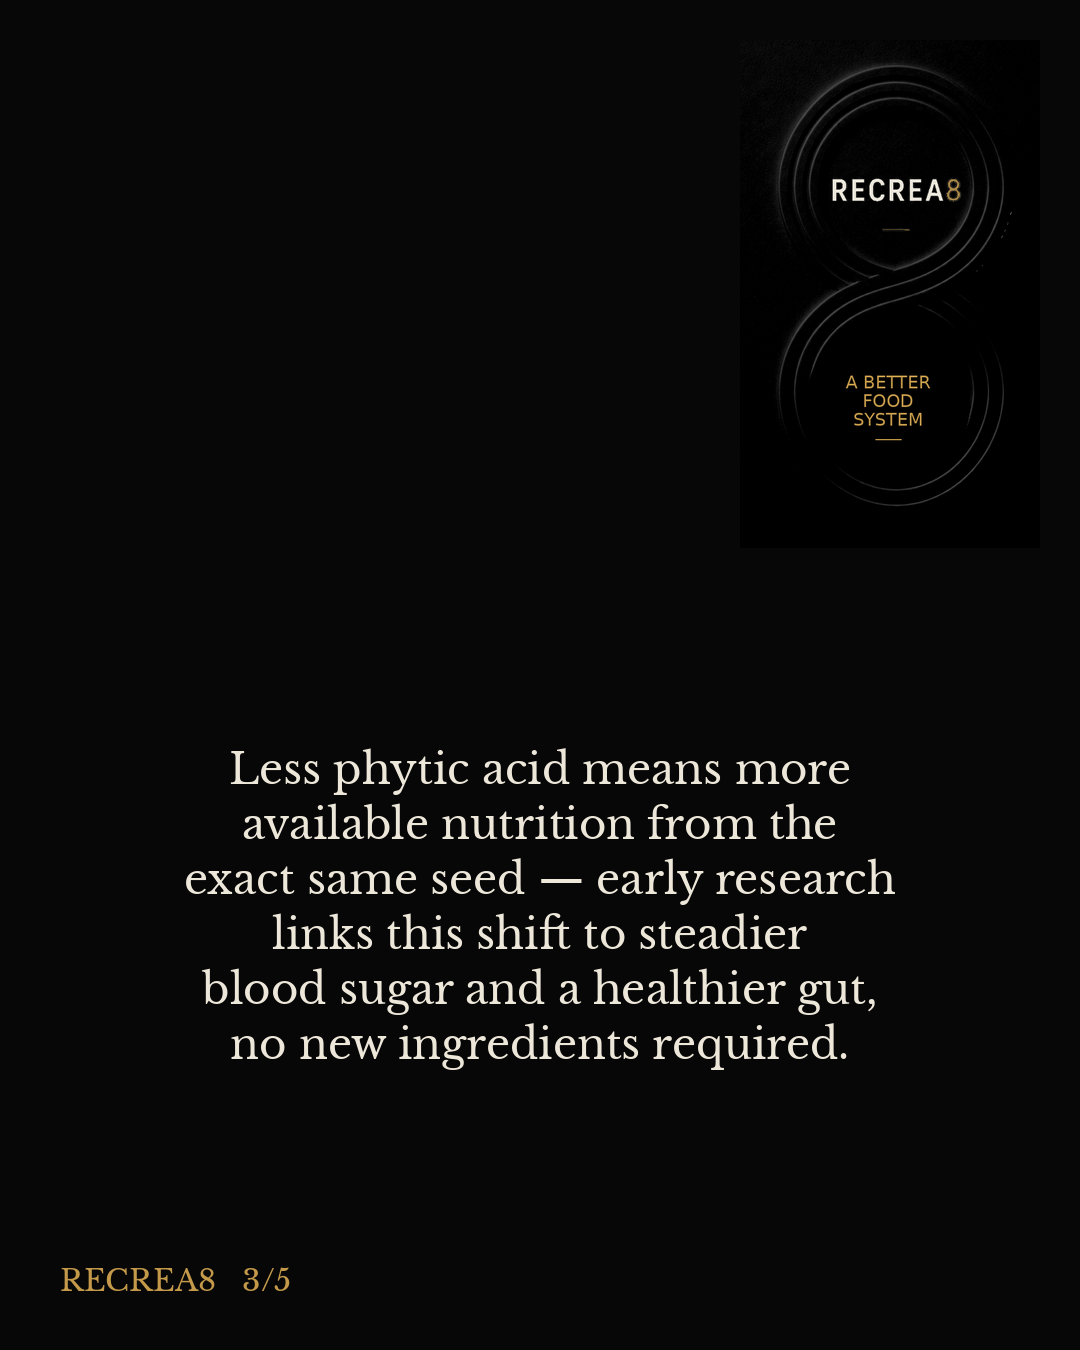 RECREA8
A BETTER
FOOD
SYSTEM
Less phytic acid means more
available nutrition from the
exact same seed — early research
links this shift to steadier
blood sugar and a healthier gut,
no new ingredients required.
RECREA8 3/5